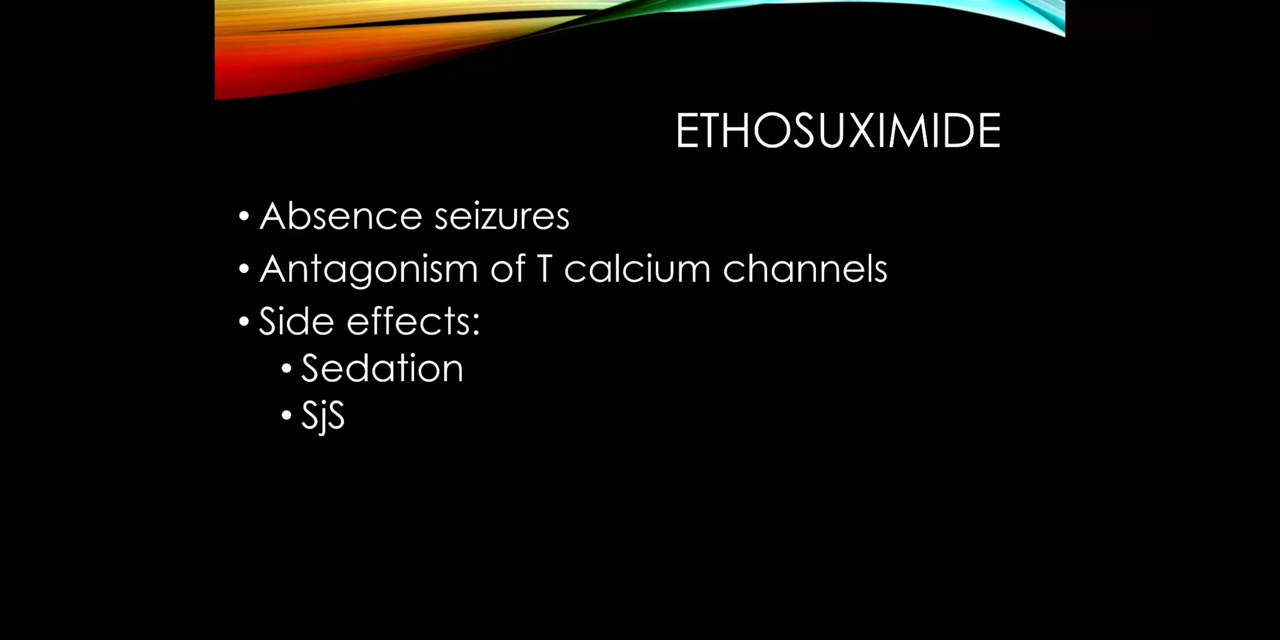 ETHOSUXIMIDE
• Absence seizures
• Antagonism of T calcium channels
• Side effects:
• Sedation
• SjS